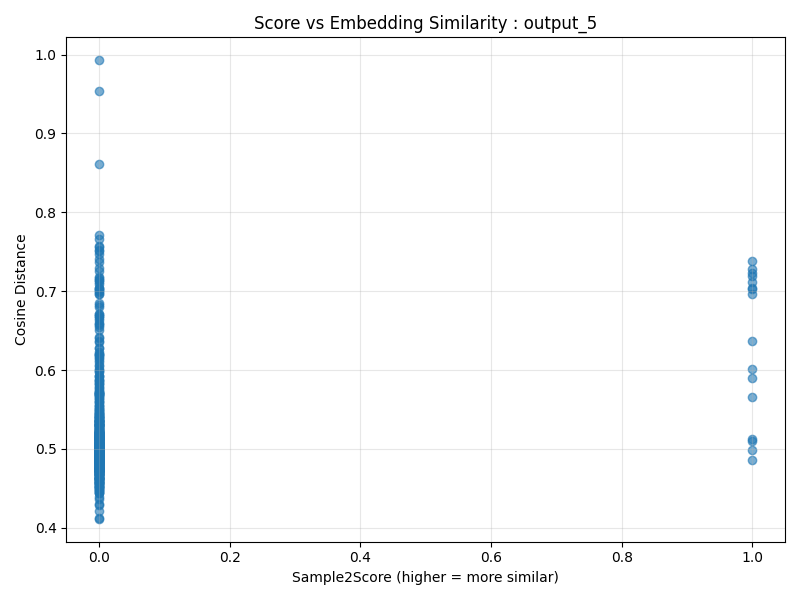 Score vs Embedding Similarity : output_5
Cosine Distance
1.0
0.9
0.8
0.7
0.6
0.5
0.4
0.0 0.2 0.4 0.6 0.8 1.0
Sample2Score (higher = more similar)